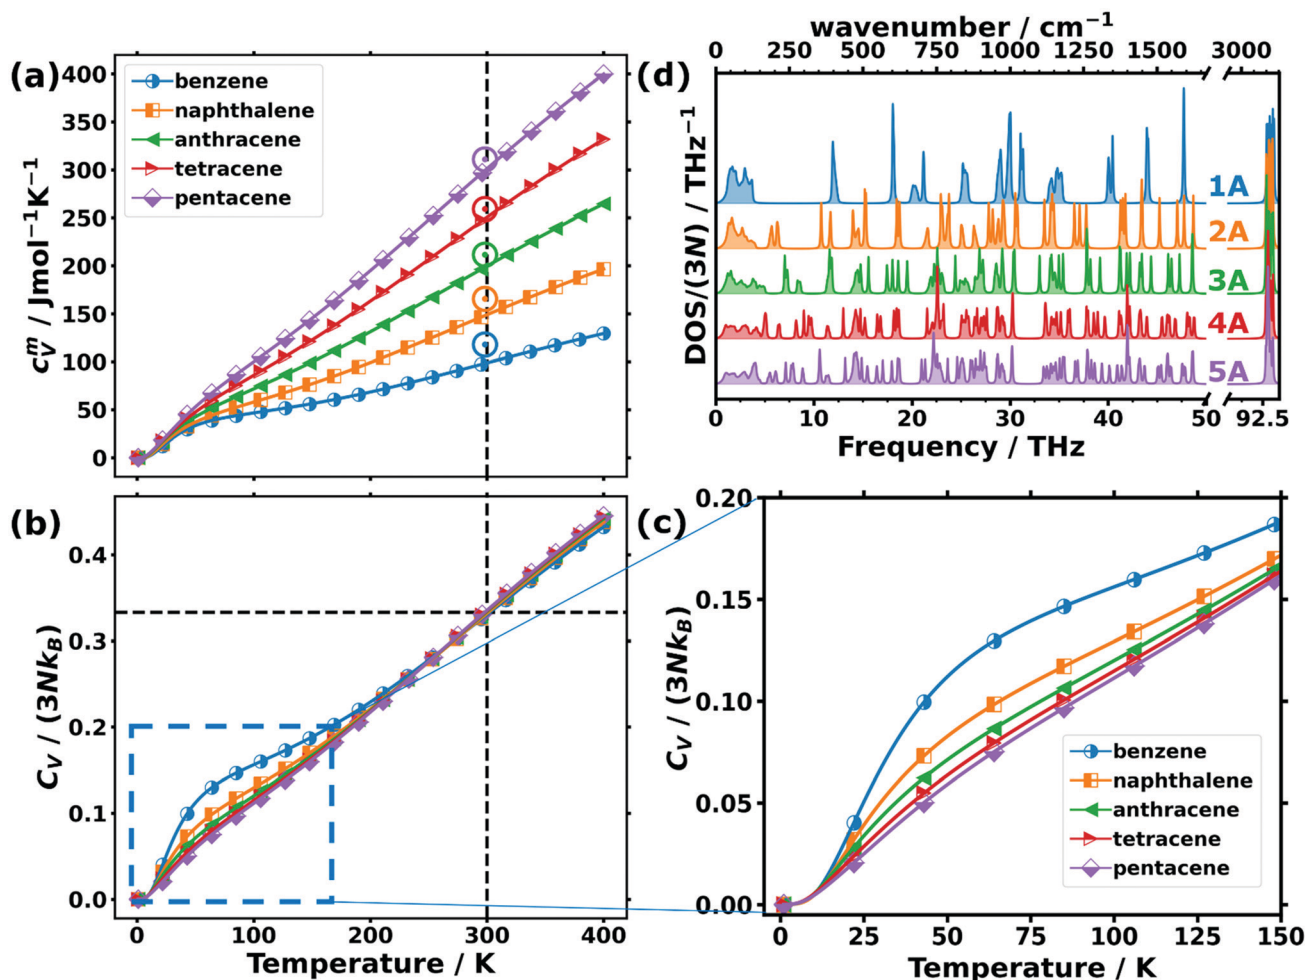 (a)
400
350
300
250
200
150
100
50
0
c_V^m / Jmol⁻¹K⁻¹
benzene
naphthalene
anthracene
tetracene
pentacene
(d)
wavenumber / cm⁻¹
0 250 500 750 1000 1250 1500 3000
DOS/(3N) / THz⁻¹
1A
2A
3A
4A
5A
0 10 20 30 40 50 92.5
Frequency / THz
(b)
0.4
0.3
0.2
0.1
0.0
C_V / (3Nk_B)
0 100 200 300 400
Temperature / K
(c)
0.20
0.15
0.10
0.05
0.00
C_V / (3Nk_B)
benzene
naphthalene
anthracene
tetracene
pentacene
0 25 50 75 100 125 150
Temperature / K